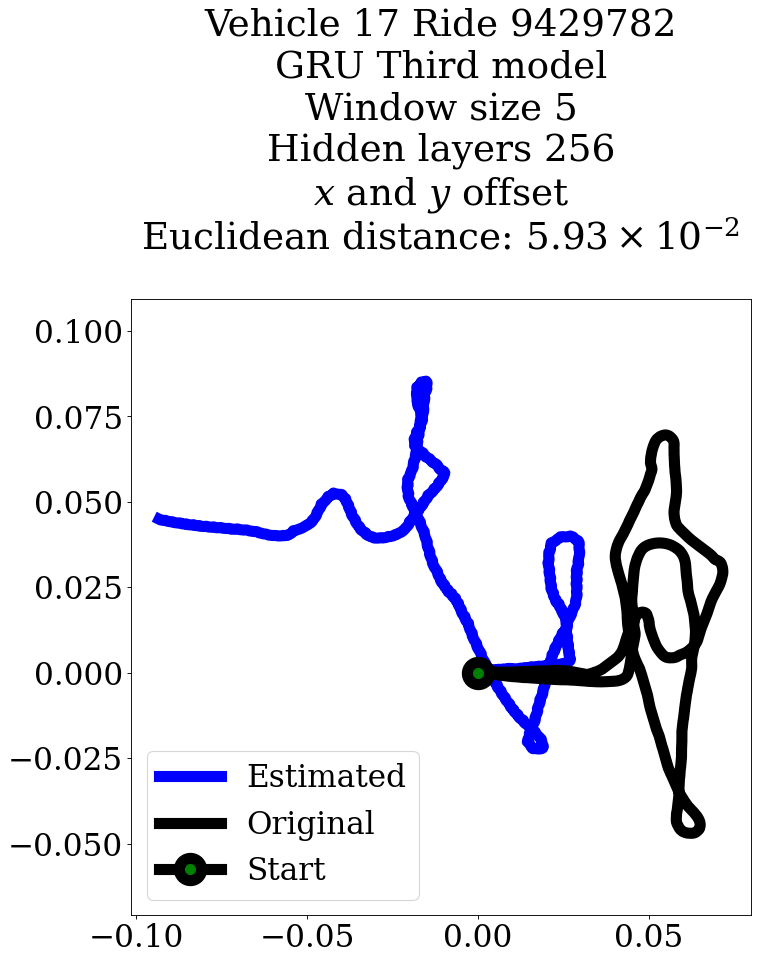 Vehicle 17 Ride 9429782
GRU Third model
Window size 5
Hidden layers 256
x and y offset
Euclidean distance: 5.93 × 10⁻²
0.100
0.075
0.050
0.025
0.000
−0.025
−0.050
Estimated
Original
Start
−0.10 −0.05 0.00 0.05